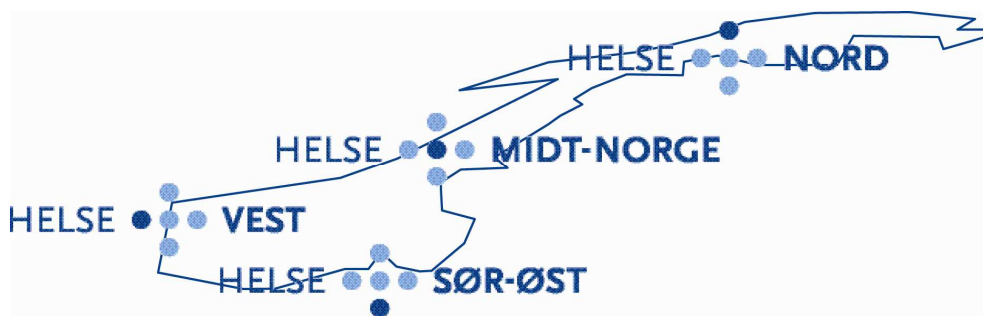 HELSE NORD
HELSE MIDT-NORGE
HELSE VEST
HELSE SØR-ØST